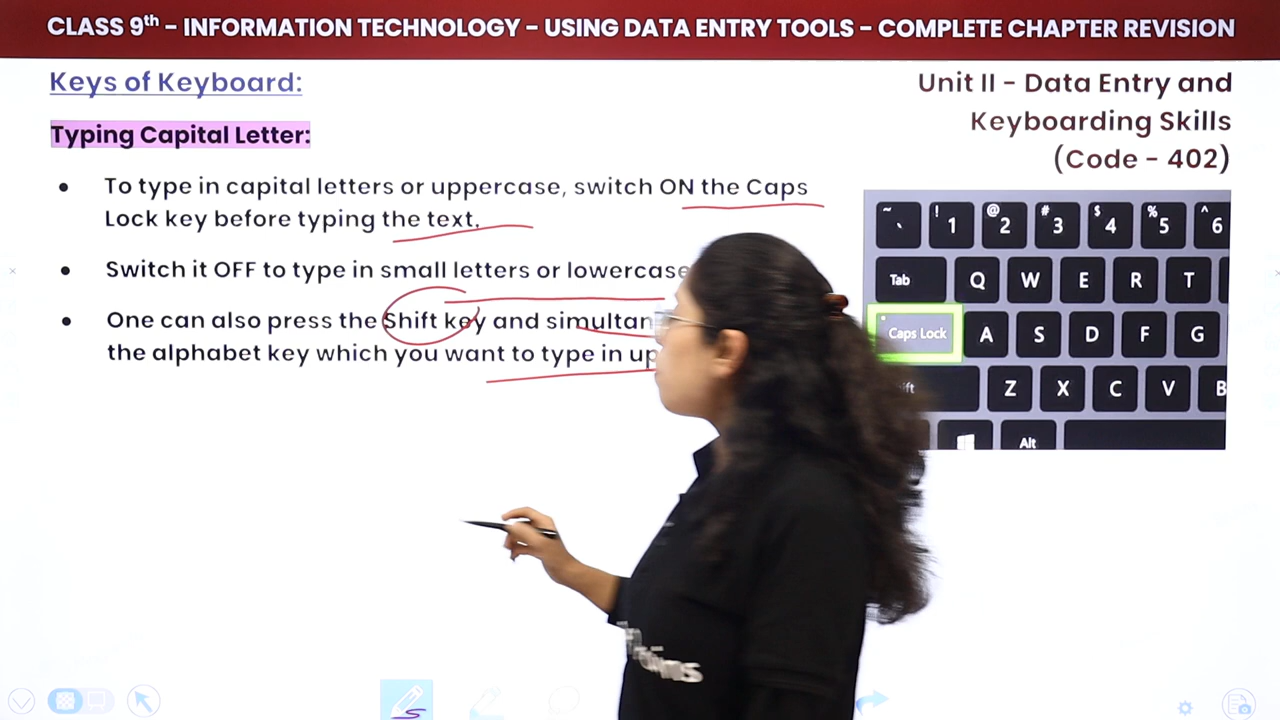 CLASS 9th - INFORMATION TECHNOLOGY - USING DATA ENTRY TOOLS - COMPLETE CHAPTER REVISION
Keys of Keyboard:
Typing Capital Letter:
• To type in capital letters or uppercase, switch ON the Caps
Lock key before typing the text.
• Switch it OFF to type in small letters or lowercase
• One can also press the Shift key and
the alphabet key which you want to type in
Unit II - Data Entry and
Keyboarding Skills
(Code - 402)
~ ! @ # $ % ^
` 1 2 3 4 5 6
Tab Q W E R T
Caps Lock A S D F G
Z X C V B
Alt